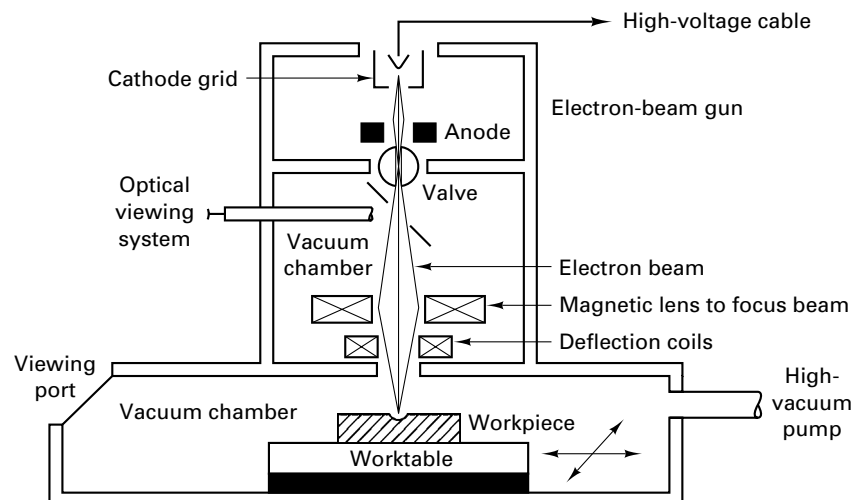 High-voltage cable
Cathode grid
Electron-beam gun
Anode
Valve
Optical
viewing
system
Vacuum
chamber
Electron beam
Magnetic lens to focus beam
Deflection coils
Viewing
port
Vacuum chamber
High-
vacuum
pump
Workpiece
Worktable